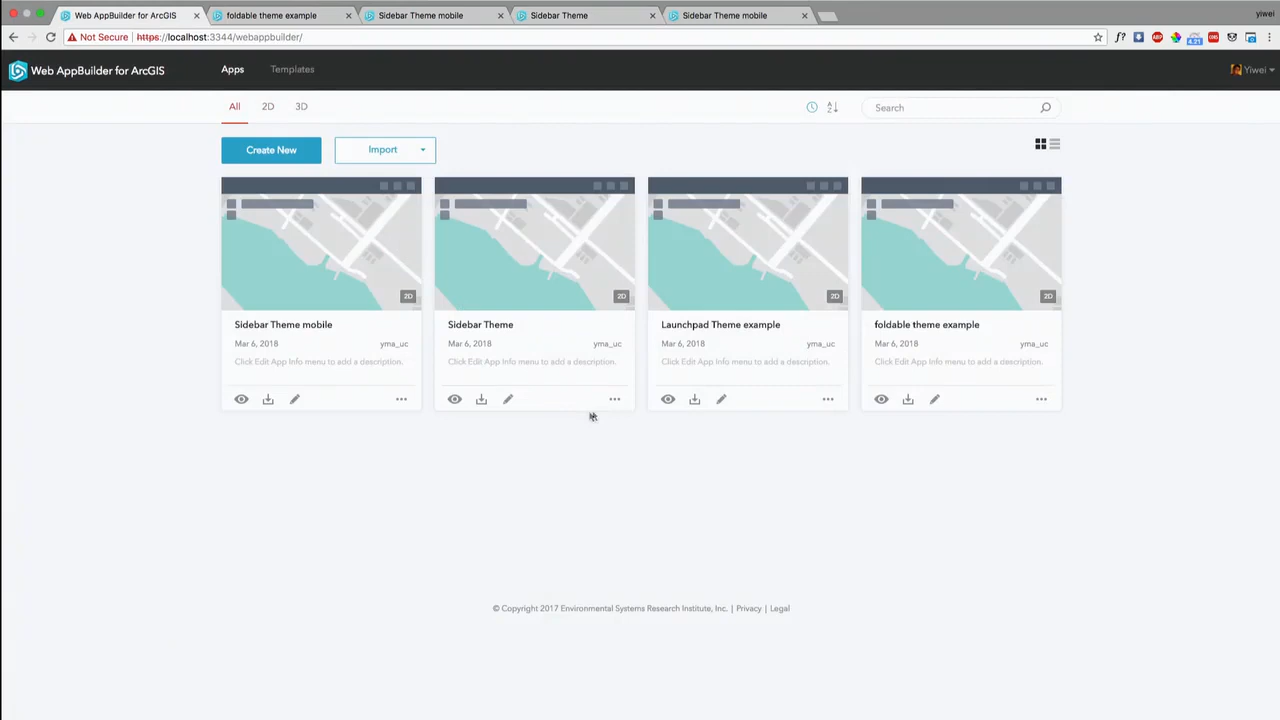 Web AppBuilder for ArcGIS
foldable theme example
Sidebar Theme mobile
Sidebar Theme
Sidebar Theme mobile
yiwei
Not Secure
https://localhost:3344/webappbuilder/
f?
ABP
4.21
Web AppBuilder for ArcGIS
Apps
Templates
Yiwei
All
2D
3D
Search
Create New
Import
2D
2D
2D
2D
Sidebar Theme mobile
Mar 6, 2018
yma_uc
Click Edit App Info menu to add a description.
Sidebar Theme
Mar 6, 2018
yma_uc
Click Edit App Info menu to add a description.
Launchpad Theme example
Mar 6, 2018
yma_uc
Click Edit App Info menu to add a description.
foldable theme example
Mar 6, 2018
yma_uc
Click Edit App Info menu to add a description.
© Copyright 2017 Environmental Systems Research Institute, Inc. | Privacy | Legal